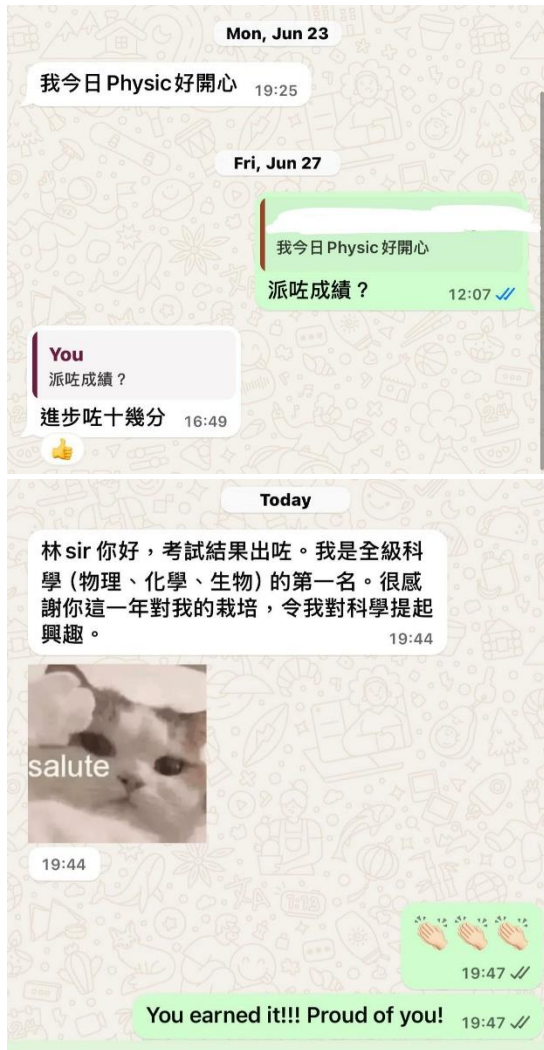 Mon, Jun 23
我今日Physic好開心 19:25
Fri, Jun 27
我今日Physic好開心
派咗成績？ 12:07
You
派咗成績？
進步咗十幾分 16:49
Today
林sir你好，考試結果出咗。我是全級科
學（物理、化學、生物）的第一名。很感
謝你這一年對我的栽培，令我對科學提起
興趣。 19:44
salute
19:44
19:47
You earned it!!! Proud of you! 19:47